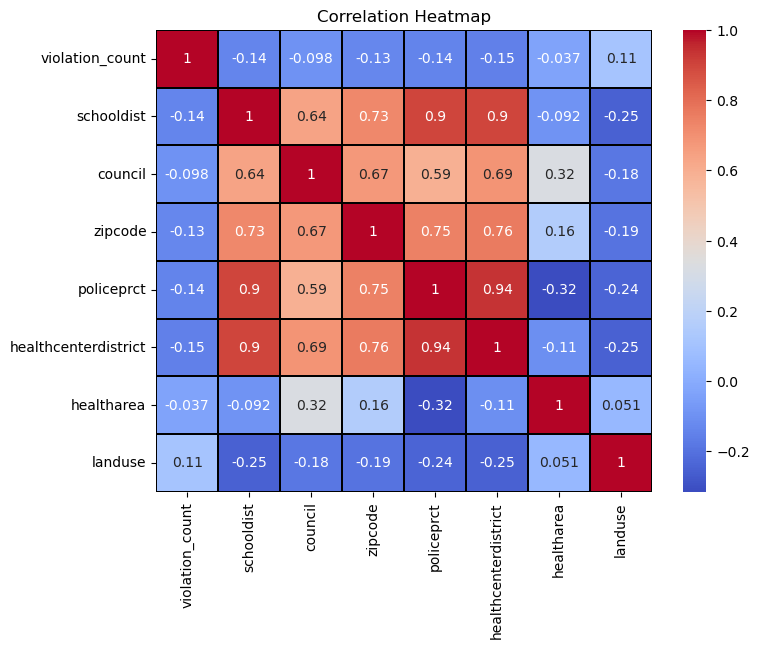 Correlation Heatmap
violation_count 1 -0.14 -0.098 -0.13 -0.14 -0.15 -0.037 0.11
schooldist -0.14 1 0.64 0.73 0.9 0.9 -0.092 -0.25
council -0.098 0.64 1 0.67 0.59 0.69 0.32 -0.18
zipcode -0.13 0.73 0.67 1 0.75 0.76 0.16 -0.19
policeprct -0.14 0.9 0.59 0.75 1 0.94 -0.32 -0.24
healthcenterdistrict -0.15 0.9 0.69 0.76 0.94 1 -0.11 -0.25
healtharea -0.037 -0.092 0.32 0.16 -0.32 -0.11 1 0.051
landuse 0.11 -0.25 -0.18 -0.19 -0.24 -0.25 0.051 1
violation_count
schooldist
council
zipcode
policeprct
healthcenterdistrict
healtharea
landuse
1.0
0.8
0.6
0.4
0.2
0.0
−0.2